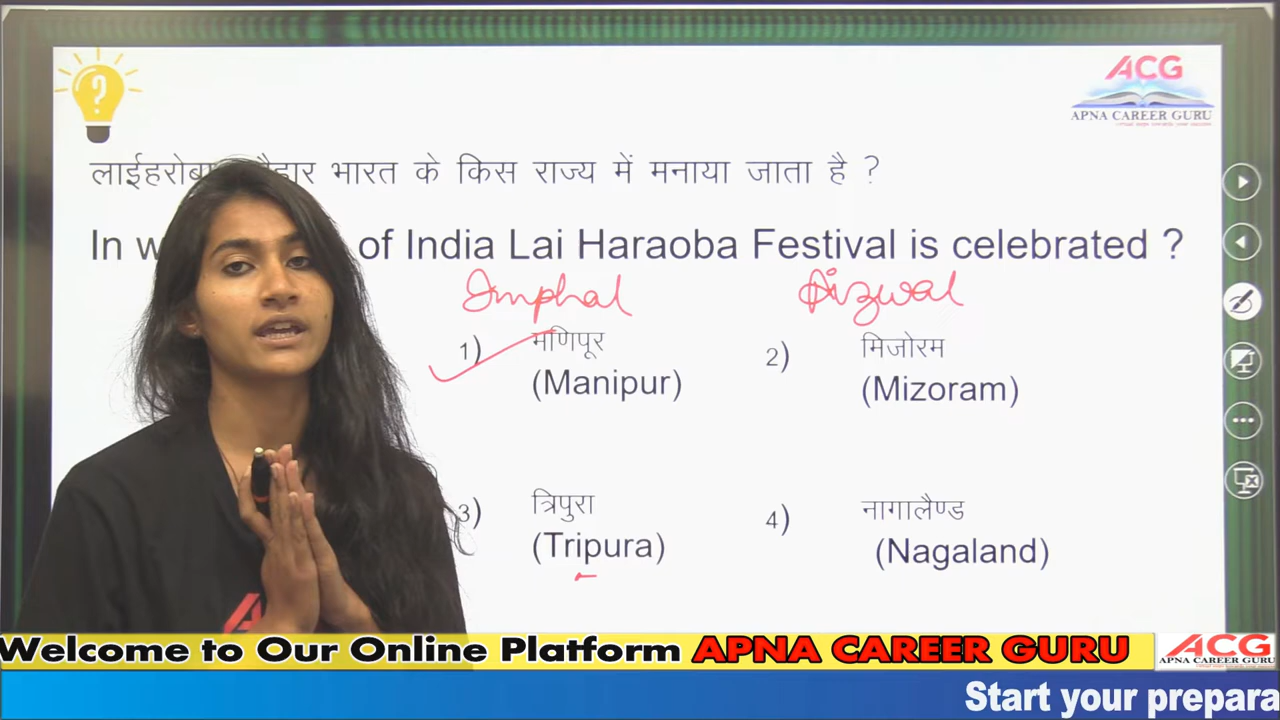 ACG
APNA CAREER GURU
भारत के किस राज्य में मनाया जाता है ?
In of India Lai Haraoba Festival is celebrated ?
Imphal
Aizwal
1) मणिपूर
(Manipur)
2) मिजोरम
(Mizoram)
3) त्रिपुरा
(Tripura)
4) नागालैण्ड
(Nagaland)
Welcome to Our Online Platform APNA CAREER GURU
ACG
APNA CAREER GURU
Start your prepara